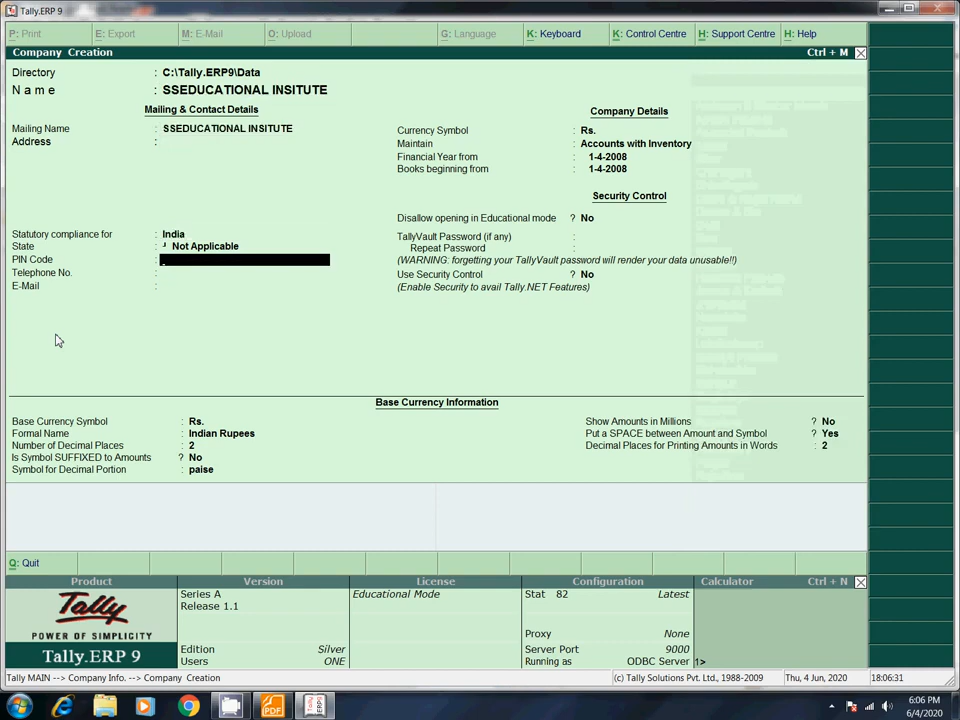 Tally.ERP 9
P: Print E: Export M: E-Mail O: Upload G: Language K: Keyboard K: Control Centre H: Support Centre H: Help
Company Creation Ctrl + M
Directory : C:\Tally.ERP9\Data
Name : SSEDUCATIONAL INSITUTE
Mailing & Contact Details
Company Details
Mailing Name : SSEDUCATIONAL INSITUTE
Address :
Currency Symbol : Rs.
Maintain : Accounts with Inventory
Financial Year from : 1-4-2008
Books beginning from : 1-4-2008
Security Control
Disallow opening in Educational mode ? No
Statutory compliance for : India
State : Not Applicable
PIN Code :
Telephone No. :
E-Mail :
TallyVault Password (if any) :
Repeat Password :
(WARNING: forgetting your TallyVault password will render your data unusable!!)
Use Security Control ? No
(Enable Security to avail Tally.NET Features)
Base Currency Information
Base Currency Symbol : Rs.
Formal Name : Indian Rupees
Number of Decimal Places : 2
Is Symbol SUFFIXED to Amounts ? No
Symbol for Decimal Portion : paise
Show Amounts in Millions ? No
Put a SPACE between Amount and Symbol ? Yes
Decimal Places for Printing Amounts in Words : 2
Q: Quit
Product Version License Configuration Calculator Ctrl + N
Tally
POWER OF SIMPLICITY
Tally.ERP 9
Series A
Release 1.1
Edition Silver
Users ONE
Educational Mode
Stat 82 Latest
Proxy None
Server Port 9000
Running as ODBC Server
1>
Tally MAIN --> Company Info. --> Company Creation (c) Tally Solutions Pvt. Ltd., 1988-2009 Thu, 4 Jun, 2020 18:06:31
PDF
6:06 PM
6/4/2020